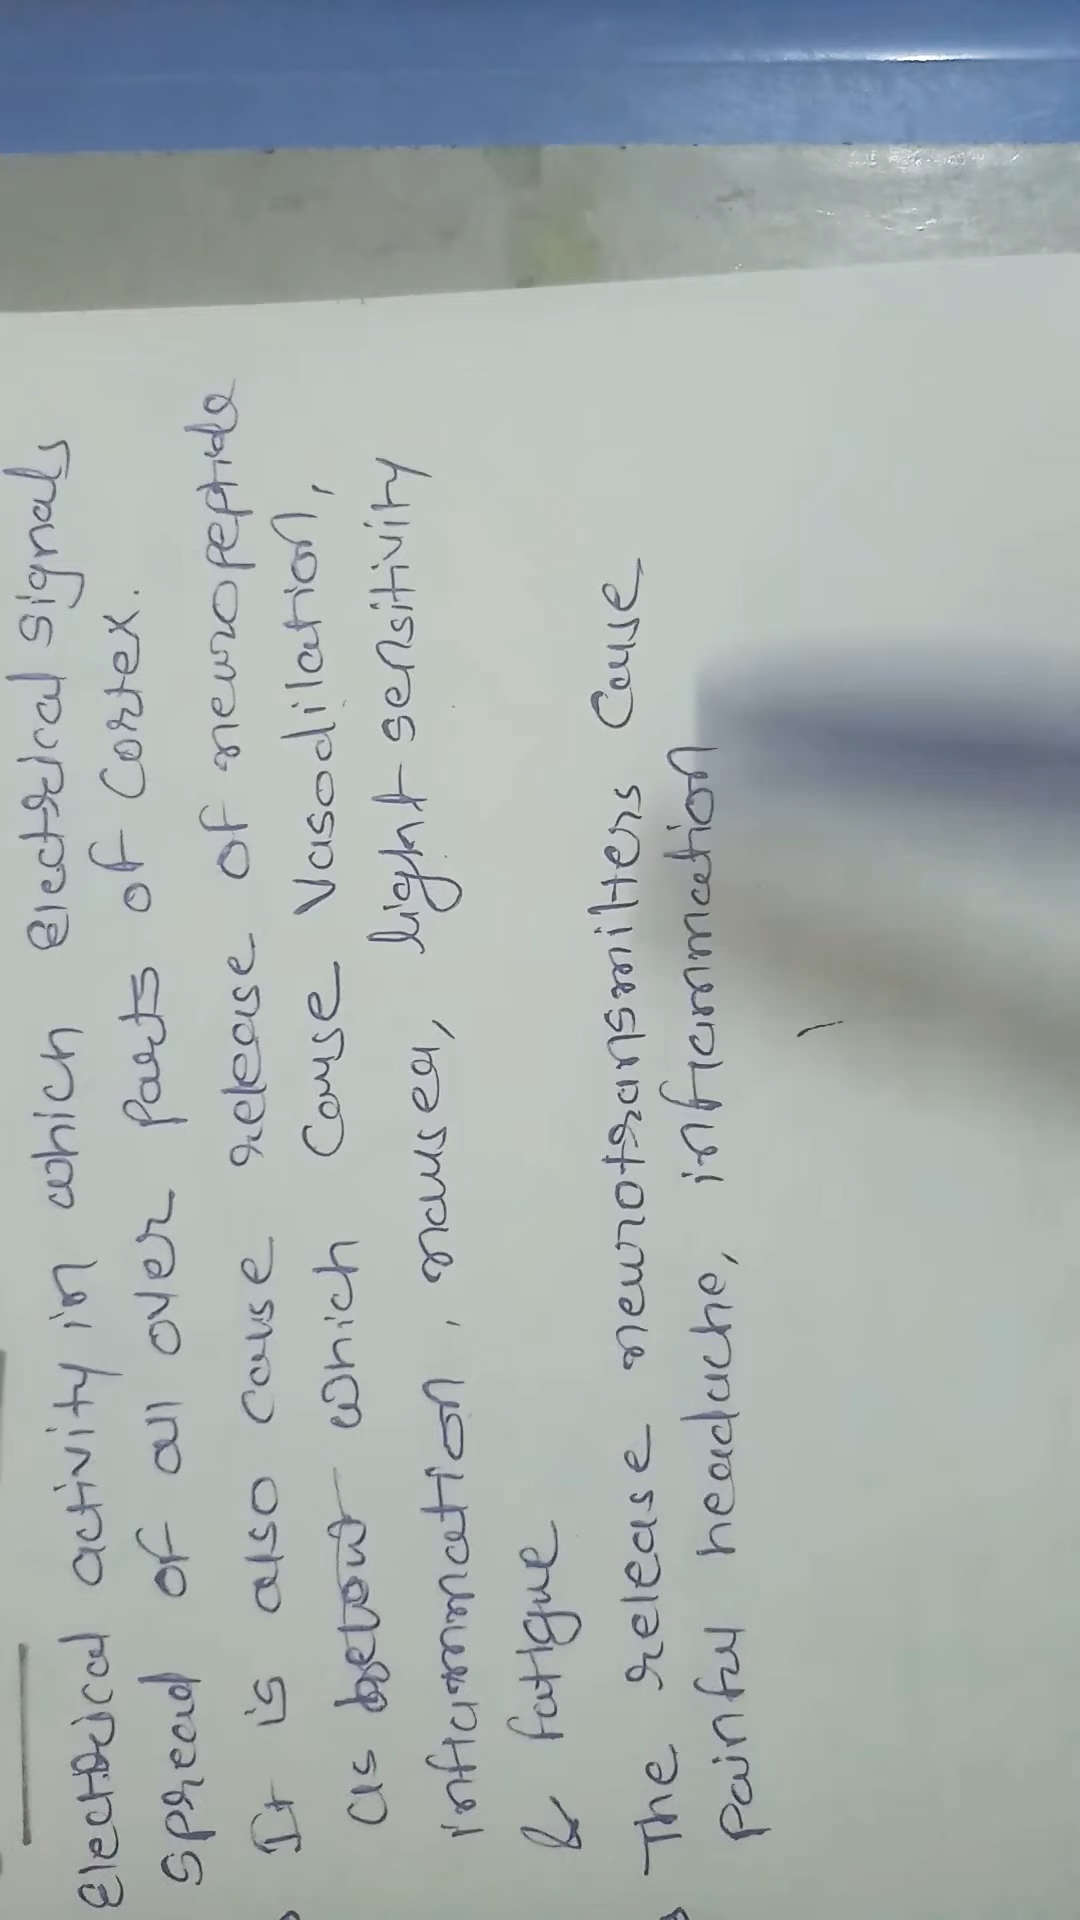 Electrical activity in which electrical signals
spread of all over parts of cortex.
It is also cause release of neuropeptide
as which cause vasodilation,
inflammation, nausea, light sensitivity
& fatigue
The release neurotransmitters cause
painful headache, inflammation